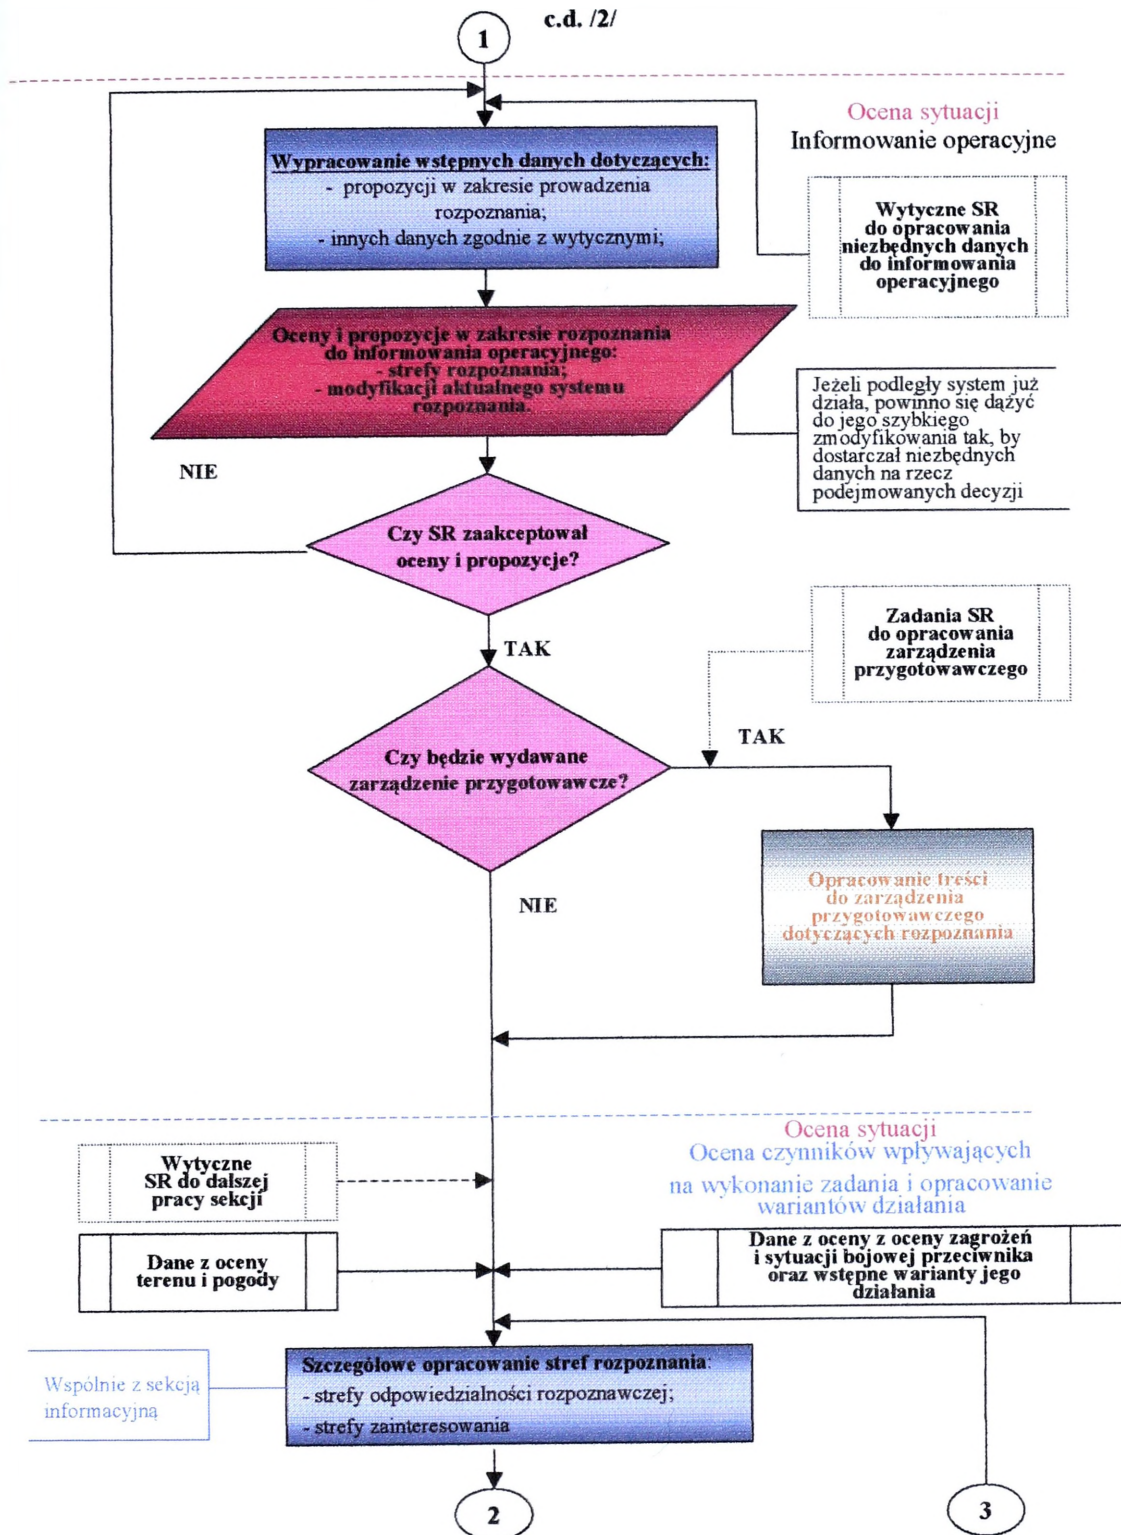 c.d. /2/
1
Ocena sytuacji
Informowanie operacyjne
Wypracowanie wstępnych danych dotyczących:
- propozycji w zakresie prowadzenia
rozpoznania;
- innych danych zgodnie z wytycznymi;
Wytyczne SR
do opracowania
niezbędnych danych
do informowania
operacyjnego
Oceny i propozycje w zakresie rozpoznania
do informowania operacyjnego:
- strefy rozpoznania;
- modyfikacji aktualnego systemu
rozpoznania.
Jeżeli podległy system już
działa, powinno się dążyć
do jego szybkiego
zmodyfikowania tak, by
dostarczał niezbędnych
danych na rzecz
podejmowanych decyzji
NIE
Czy SR zaakceptował
oceny i propozycje?
TAK
Zadania SR
do opracowania
zarządzenia
przygotowawczego
TAK
Czy będzie wydawane
zarządzenie przygotowawcze?
Opracowanie treści
do zarządzenia
przygotowawczego
dotyczących rozpoznania
NIE
Ocena sytuacji
Ocena czynników wpływających
na wykonanie zadania i opracowanie
wariantów działania
Wytyczne
SR do dalszej
pracy sekcji
Dane z oceny
terenu i pogody
Dane z oceny z oceny zagrożeń
i sytuacji bojowej przeciwnika
oraz wstępne warianty jego
działania
Szczegółowe opracowanie stref rozpoznania:
- strefy odpowiedzialności rozpoznawczej;
- strefy zainteresowania
Wspólnie z sekcją
informacyjną
2
3